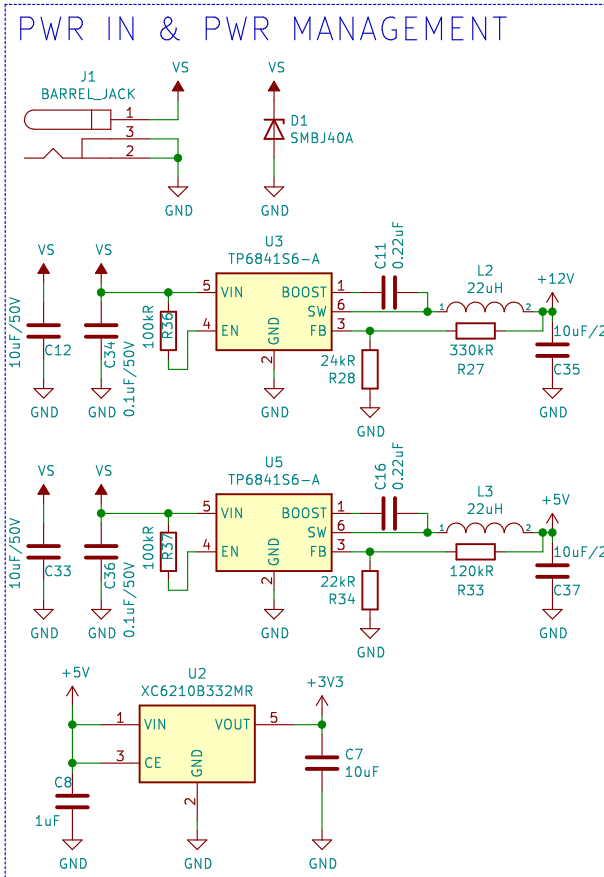 PWR IN & PWR MANAGEMENT
J1
BARREL_JACK
1
3
2
VS
GND
VS
D1
SMBJ40A
GND
VS
10uF/50V
C12
GND
VS
C34
0.1uF/50V
GND
100kR
R36
U3
TP6841S6-A
5
VIN
4
EN
GND
2
GND
BOOST
1
SW
6
FB
3
C11
0.22uF
24kR
R28
GND
L2
22uH
1
2
330kR
R27
+12V
10uF/2
C35
GND
VS
10uF/50V
C33
GND
VS
C36
0.1uF/50V
GND
100kR
R37
U5
TP6841S6-A
5
VIN
4
EN
GND
2
GND
BOOST
1
SW
6
FB
3
C16
0.22uF
22kR
R34
GND
L3
22uH
1
2
120kR
R33
+5V
10uF/2
C37
GND
+5V
C8
1uF
GND
U2
XC6210B332MR
1
VIN
3
CE
GND
2
GND
VOUT
5
+3V3
C7
10uF
GND